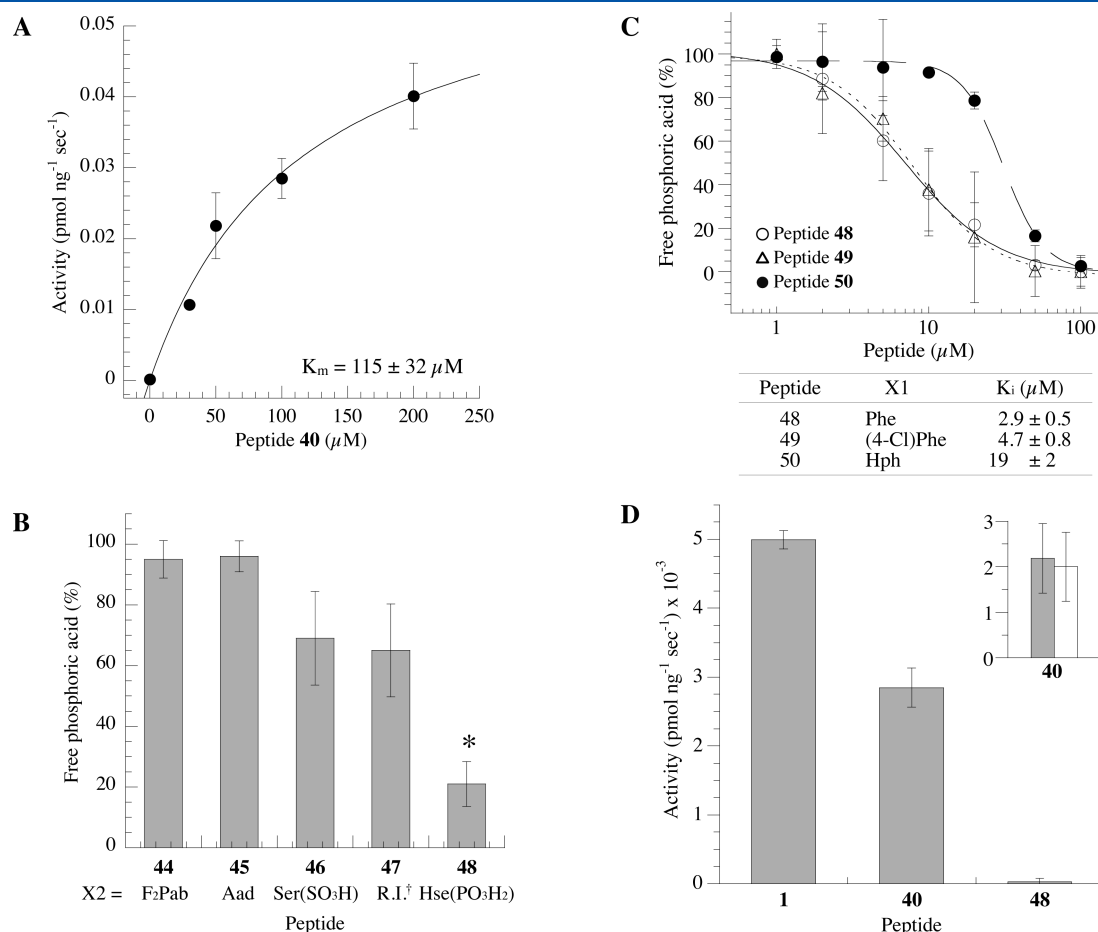 A
0.05
0.04
0.03
0.02
0.01
0
Activity (pmol ng⁻¹ sec⁻¹)
Kₘ = 115 ± 32 µM
0 50 100 150 200 250
Peptide 40 (µM)
C
100
80
60
40
20
0
Free phosphoric acid (%)
Peptide 48
Peptide 49
Peptide 50
1 10 100
Peptide (µM)
Peptide X1 Kᵢ (µM)
48 Phe 2.9 ± 0.5
49 (4-Cl)Phe 4.7 ± 0.8
50 Hph 19 ± 2
B
100
80
60
40
20
0
Free phosphoric acid (%)
*
44 45 46 47 48
X2 = F₂Pab Aad Ser(SO₃H) R.I.† Hse(PO₃H₂)
Peptide
D
5
4
3
2
1
0
Activity (pmol ng⁻¹ sec⁻¹) x 10⁻³
3
2
1
0
40
1 40 48
Peptide